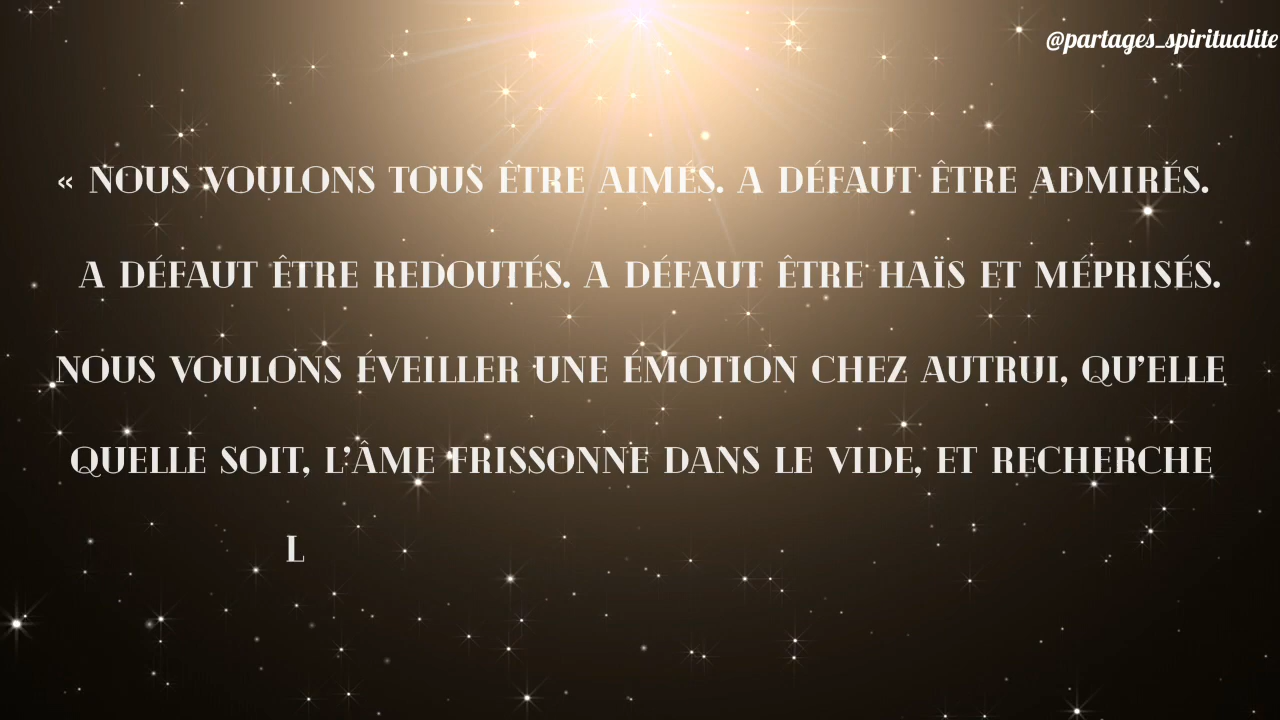 @partages_spiritualite
« NOUS VOULONS TOUS ÊTRE AIMÉS. A DÉFAUT ÊTRE ADMIRÉS.
A DÉFAUT ÊTRE REDOUTÉS. A DÉFAUT ÊTRE HAÏS ET MÉPRISÉS.
NOUS VOULONS ÉVEILLER UNE ÉMOTION CHEZ AUTRUI, QU’ELLE
QUELLE SOIT, L’ÂME FRISSONNE DANS LE VIDE, ET RECHERCHE
L